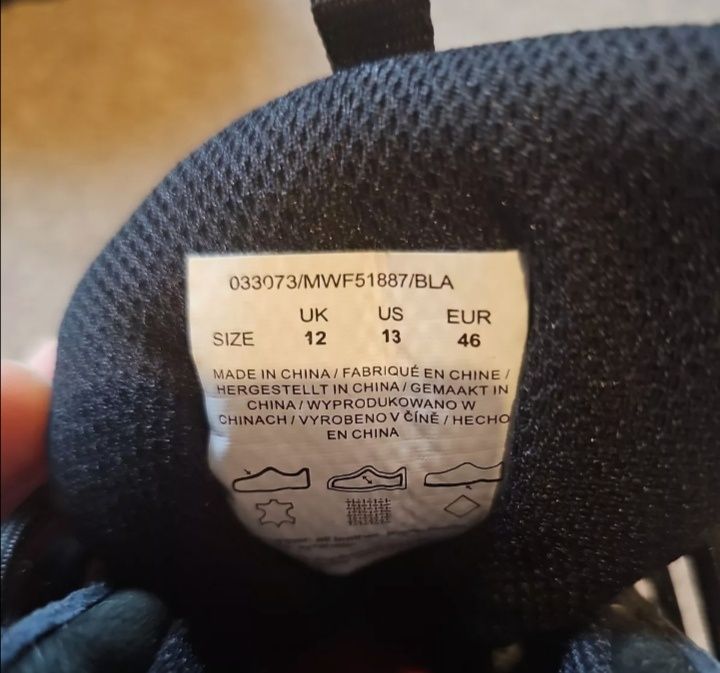 033073/MWF51887/BLA
UK US EUR
SIZE 12 13 46
MADE IN CHINA / FABRIQUÉ EN CHINE /
HERGESTELLT IN CHINA / GEMAAKT IN
CHINA / WYPRODUKOWANO W
CHINACH / VYROBENO V ČÍNĚ / HECHO
EN CHINA